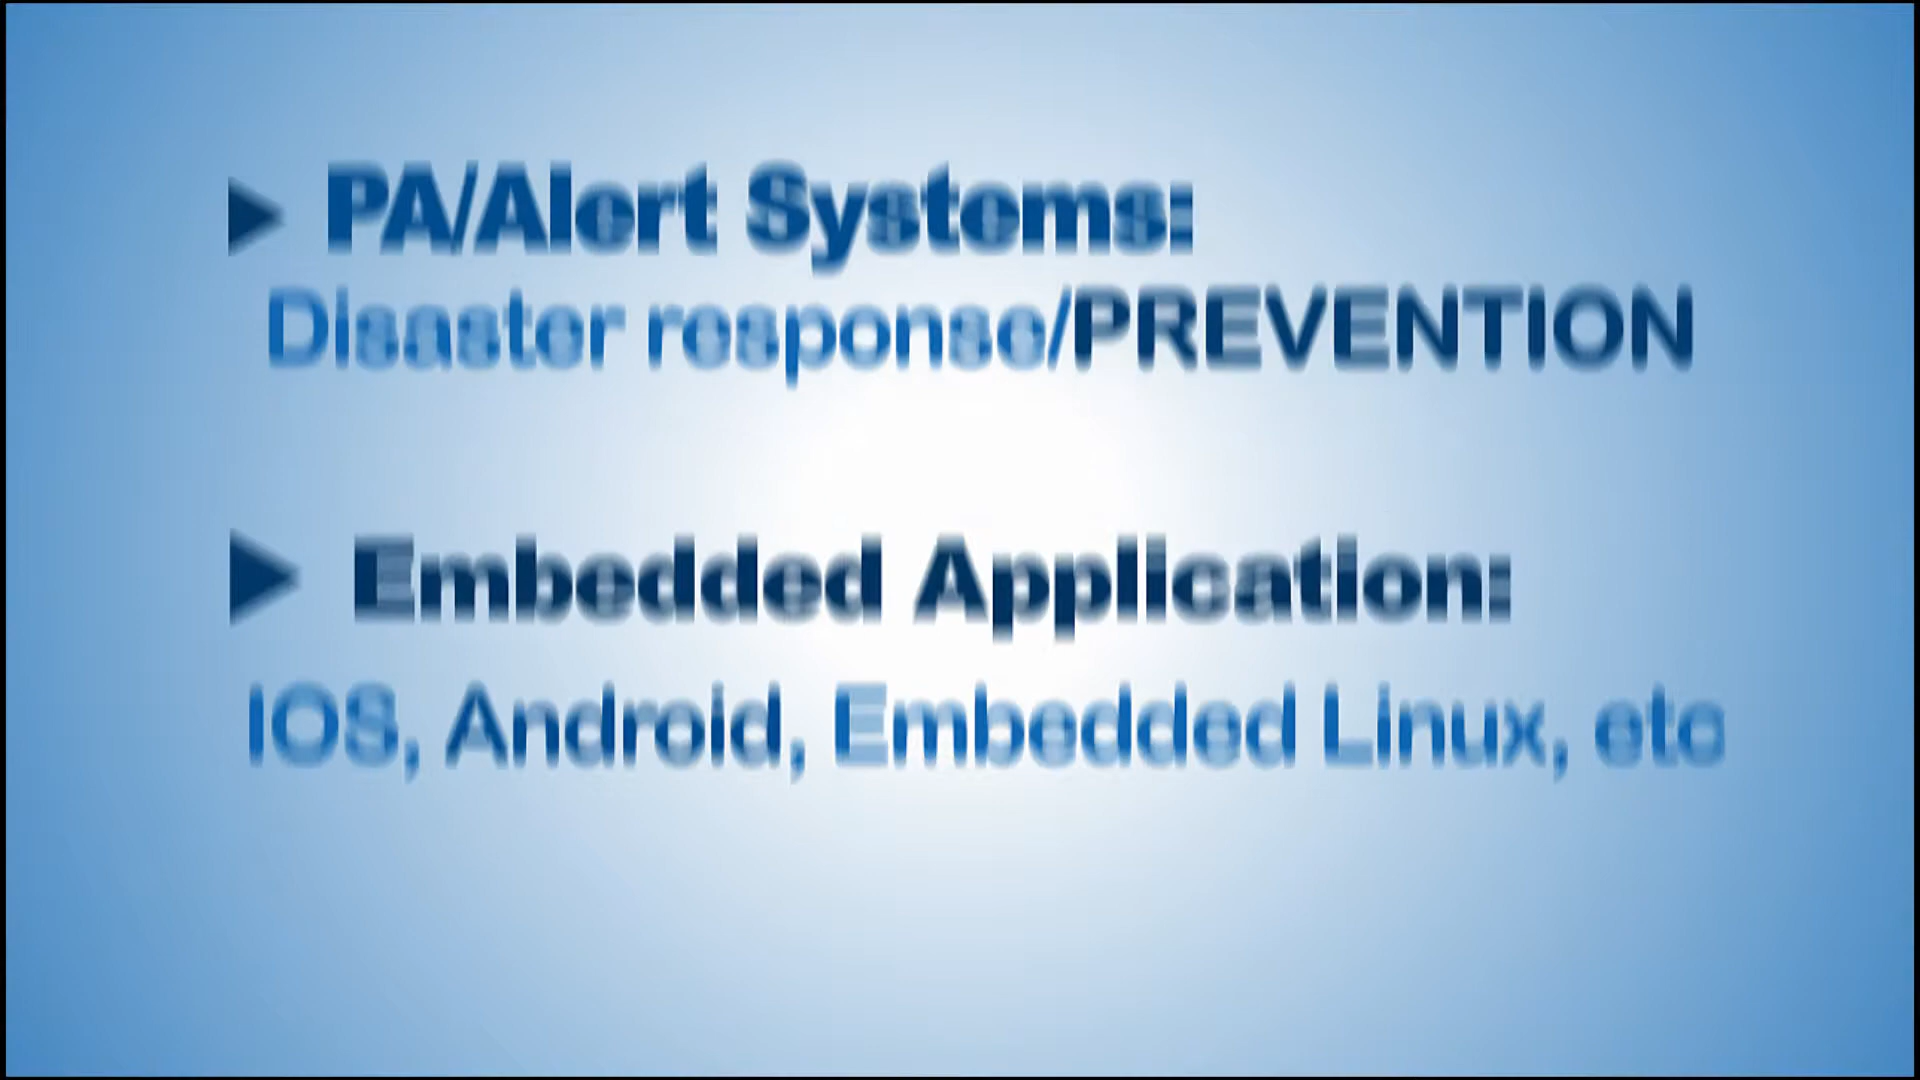 PA/Alert Systems:
Disaster response/PREVENTION
Embedded Application:
IOS, Android, Embedded Linux, etc